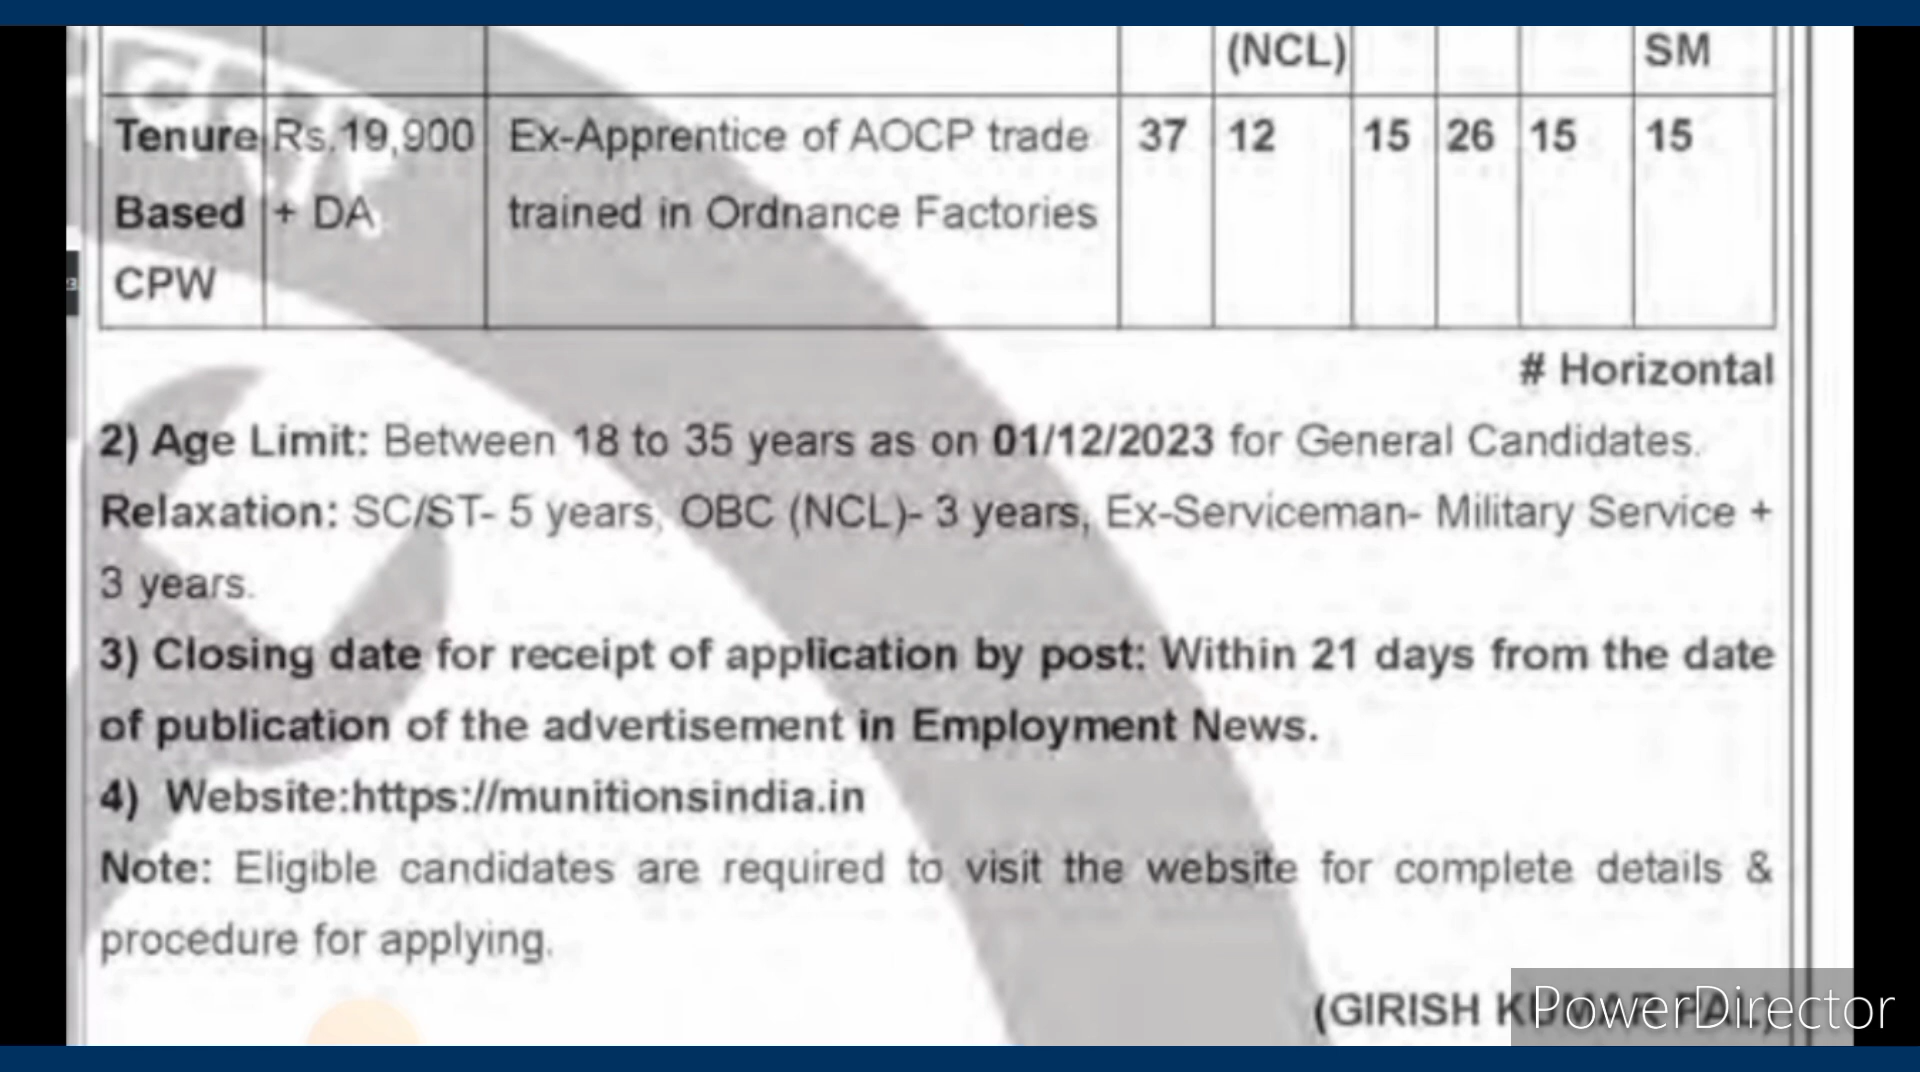 (NCL) SM
Tenure Rs.19,900 Ex-Apprentice of AOCP trade 37 12 15 26 15 15
Based + DA trained in Ordnance Factories
CPW
# Horizontal
2) Age Limit: Between 18 to 35 years as on 01/12/2023 for General Candidates.
Relaxation: SC/ST- 5 years, OBC (NCL)- 3 years, Ex-Serviceman- Military Service +
3 years.
3) Closing date for receipt of application by post: Within 21 days from the date
of publication of the advertisement in Employment News.
4) Website:https://munitionsindia.in
Note: Eligible candidates are required to visit the website for complete details &
procedure for applying.
(GIRISH
PowerDirector